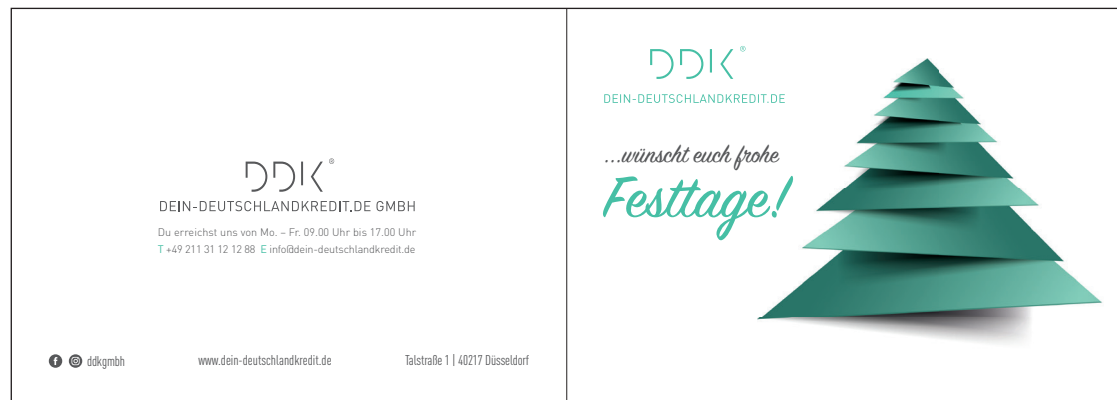 DDK®
DEIN-DEUTSCHLANDKREDIT.DE GMBH
Du erreichst uns von Mo. – Fr. 09.00 Uhr bis 17.00 Uhr
T +49 211 31 12 12 88 E info@dein-deutschlandkredit.de
ddkgmbh www.dein-deutschlandkredit.de Talstraße 1 | 40217 Düsseldorf
DDK®
DEIN-DEUTSCHLANDKREDIT.DE
...wünscht euch frohe
Festtage!